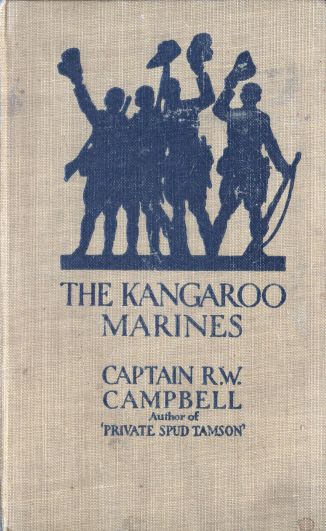 THE KANGAROO
MARINES
CAPTAIN R.W.
CAMPBELL
Author of
'PRIVATE SPUD TAMSON'